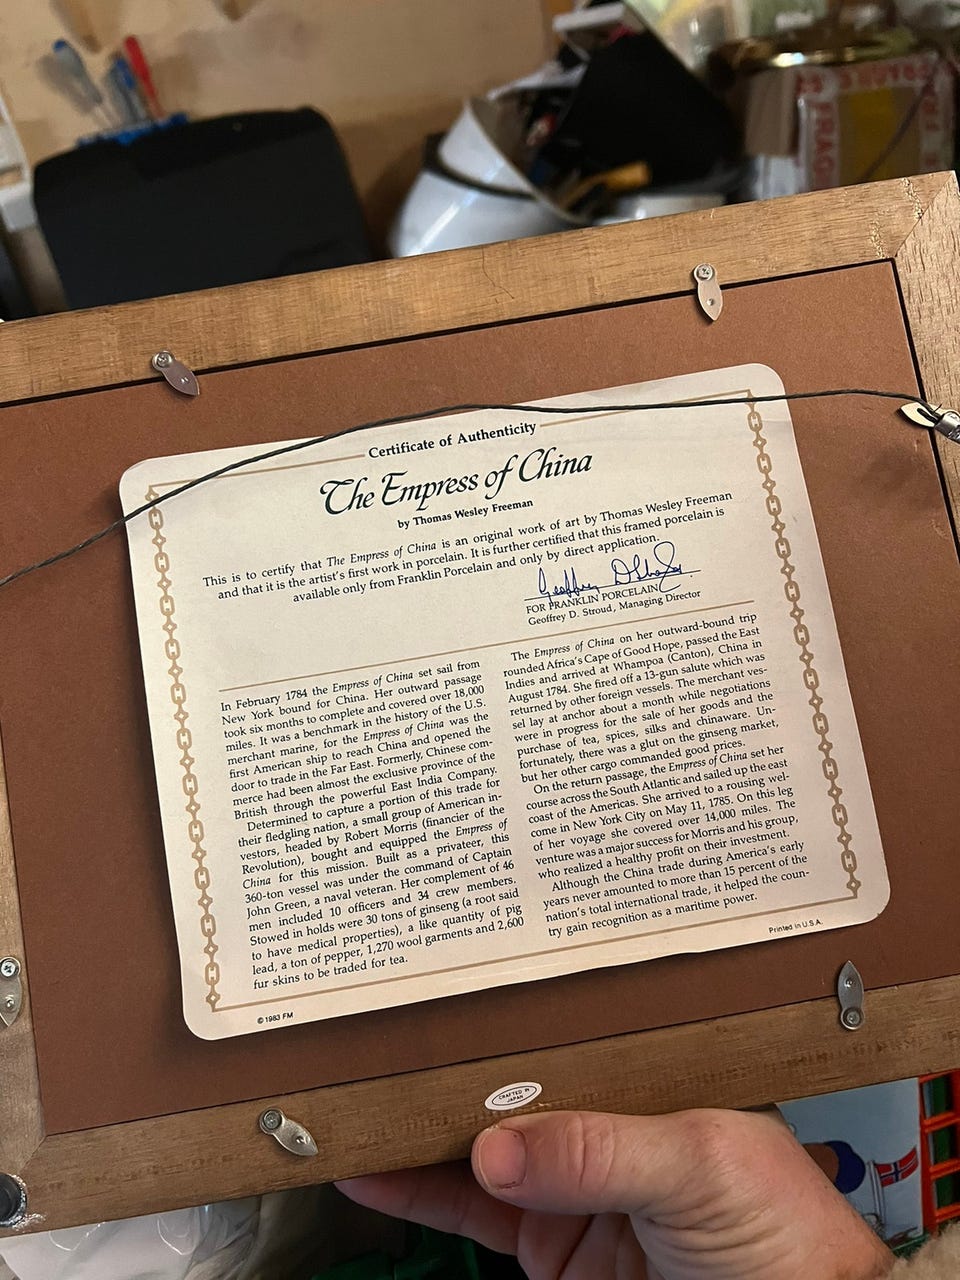 Certificate of Authenticity
The Empress of China
by Thomas Wesley Freeman
This is to certify that The Empress of China is an original work of art by Thomas Wesley Freeman
and that it is the artist's first work in porcelain. It is further certified that this framed porcelain is
available only from Franklin Porcelain and only by direct application.
FOR FRANKLIN PORCELAIN
Geoffrey D. Stroud, Managing Director
In February 1784 the Empress of China set sail from
New York bound for China. Her outward passage
took six months to complete and covered over 18,000
miles. It was a benchmark in the history of the U.S.
merchant marine, for the Empress of China was the
first American ship to reach China and opened the
door to trade in the Far East. Formerly, Chinese com-
merce had been almost the exclusive province of the
British through the powerful East India Company.
Determined to capture a portion of this trade for
their fledgling nation, a small group of American in-
vestors, headed by Robert Morris (financier of the
Revolution), bought and equipped the Empress of
China for this mission. Built as a privateer, this
360-ton vessel was under the command of Captain
John Green, a naval veteran. Her complement of 46
men included 10 officers and 34 crew members.
Stowed in holds were 30 tons of ginseng (a root said
to have medical properties), a like quantity of pig
lead, a ton of pepper, 1,270 wool garments and 2,600
fur skins to be traded for tea.
The Empress of China on her outward-bound trip
rounded Africa's Cape of Good Hope, passed the East
Indies and arrived at Whampoa (Canton), China in
August 1784. She fired off a 13-gun salute which was
returned by other foreign vessels. The merchant ves-
sel lay at anchor about a month while negotiations
were in progress for the sale of her goods and the
purchase of tea, spices, silks and chinaware. Un-
fortunately, there was a glut on the ginseng market,
but her other cargo commanded good prices.
On the return passage, the Empress of China set her
course across the South Atlantic and sailed up the east
coast of the Americas. She arrived to a rousing wel-
come in New York City on May 11, 1785. On this leg
of her voyage she covered over 14,000 miles. The
venture was a major success for Morris and his group,
who realized a healthy profit on their investment.
Although the China trade during America's early
years never amounted to more than 15 percent of the
nation's total international trade, it helped the coun-
try gain recognition as a maritime power.
© 1983 FM
Printed in U.S.A.
CRAFTED IN
JAPAN